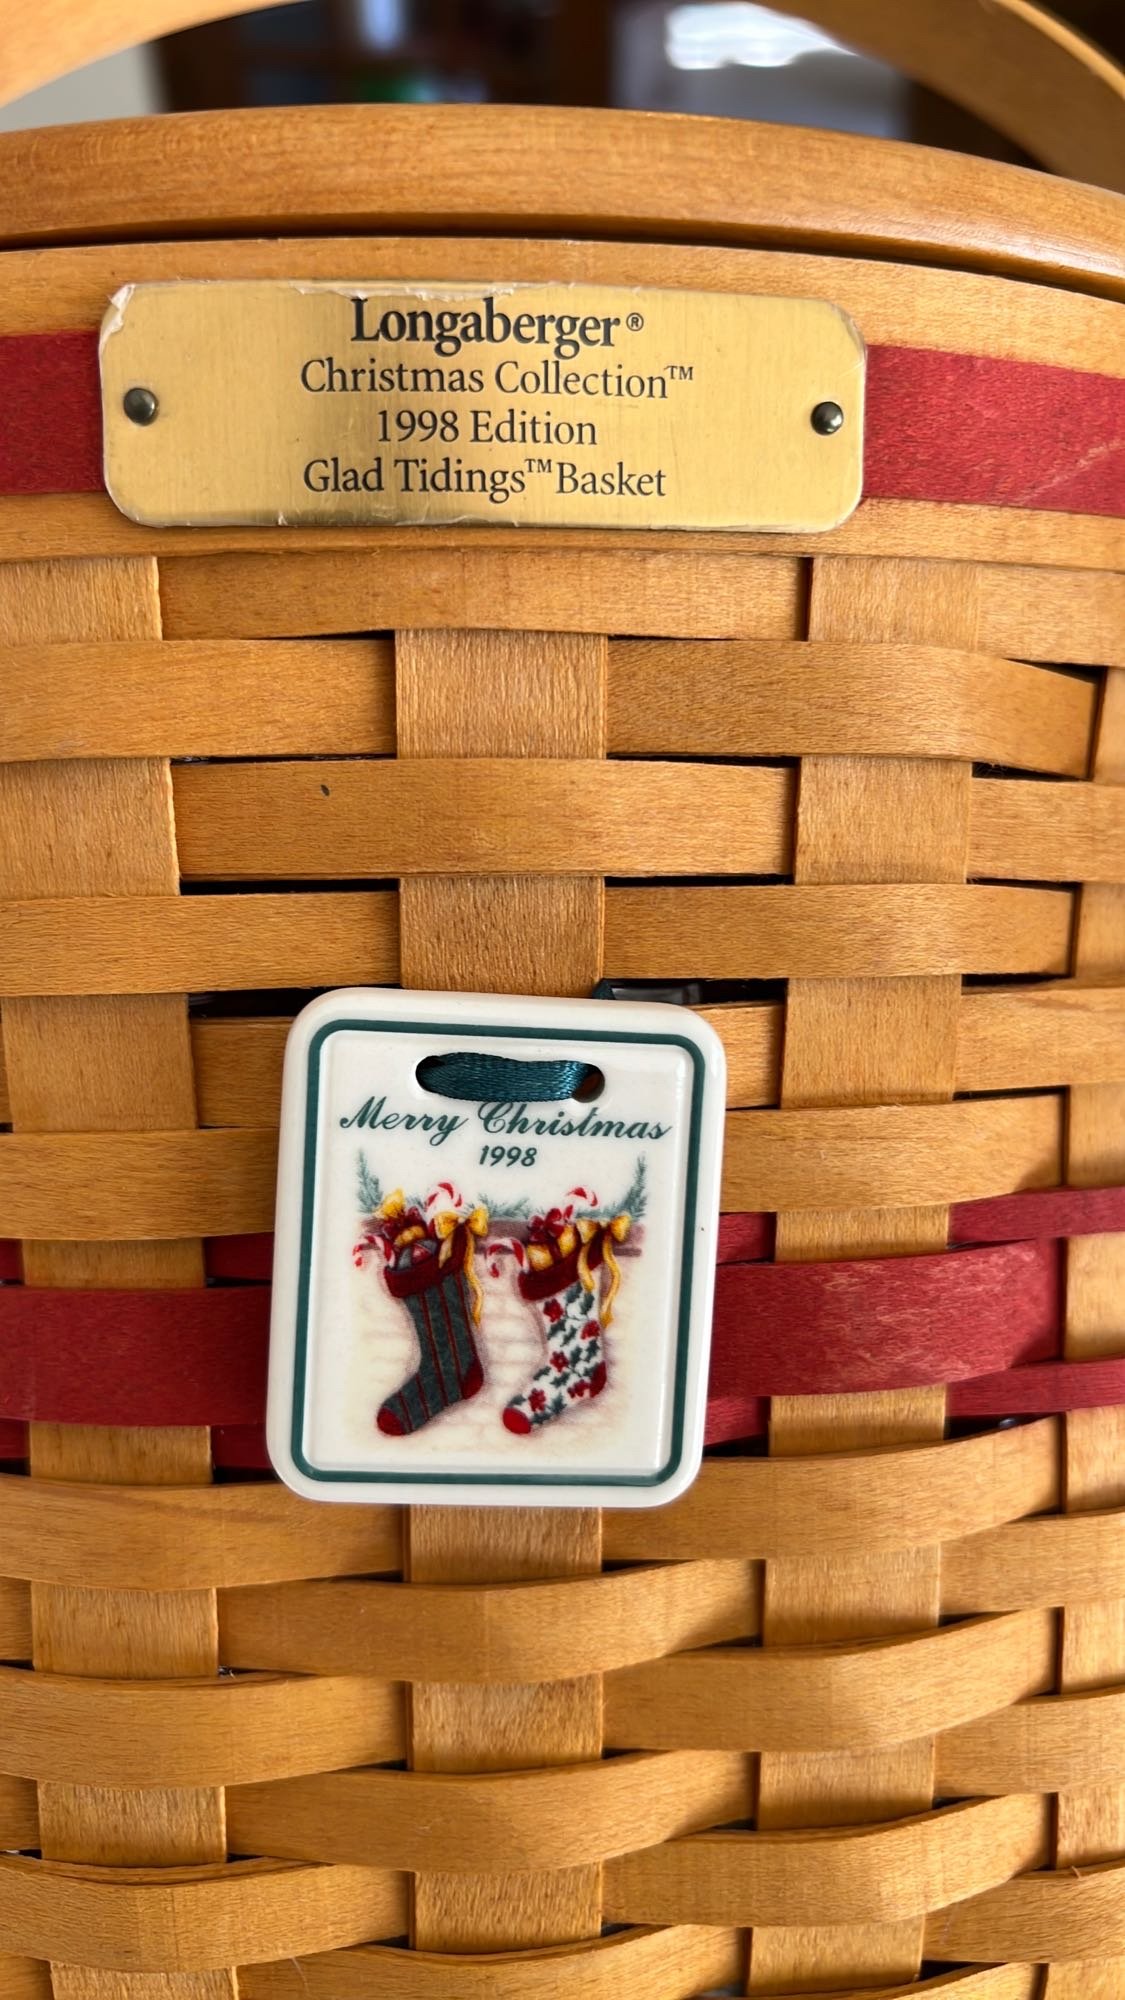 Longaberger®
Christmas Collection™
1998 Edition
Glad Tidings™ Basket
Merry Christmas
1998